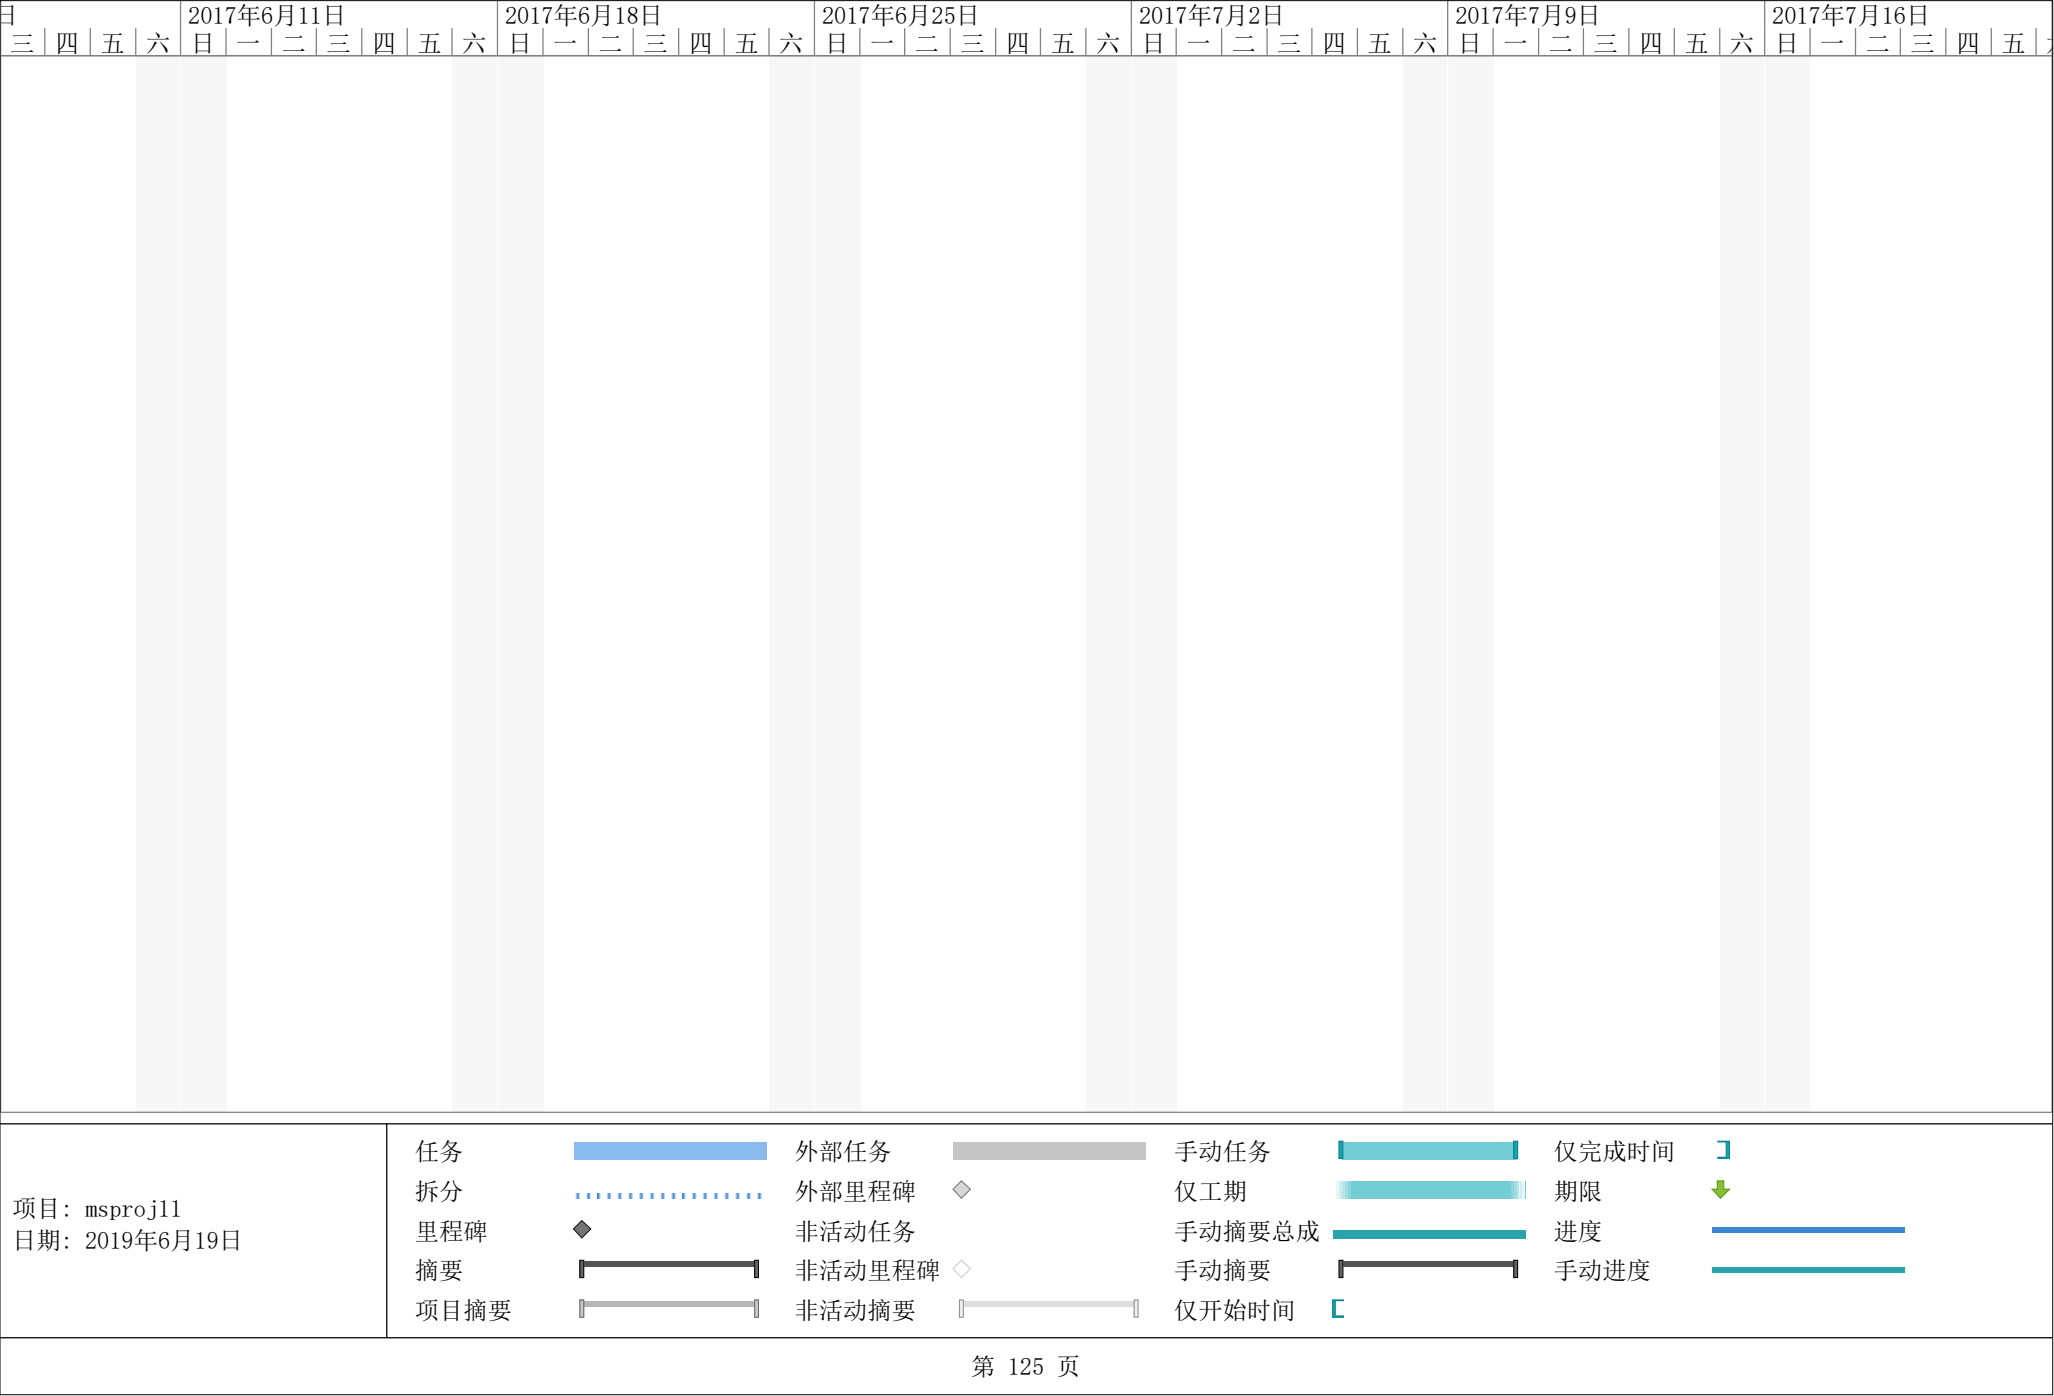 日 2017年6月11日 2017年6月18日 2017年6月25日 2017年7月2日 2017年7月9日 2017年7月16日
三 四 五 六 日 一 二 三 四 五 六 日 一 二 三 四 五 六 日 一 二 三 四 五 六 日 一 二 三 四 五 六 日 一 二 三 四 五 六 日 一 二 三 四 五
项目: msproj11
日期: 2019年6月19日
任务
拆分
里程碑
摘要
项目摘要
外部任务
外部里程碑
非活动任务
非活动里程碑
非活动摘要
手动任务
仅工期
手动摘要总成
手动摘要
仅开始时间
仅完成时间
期限
进度
手动进度
第 125 页